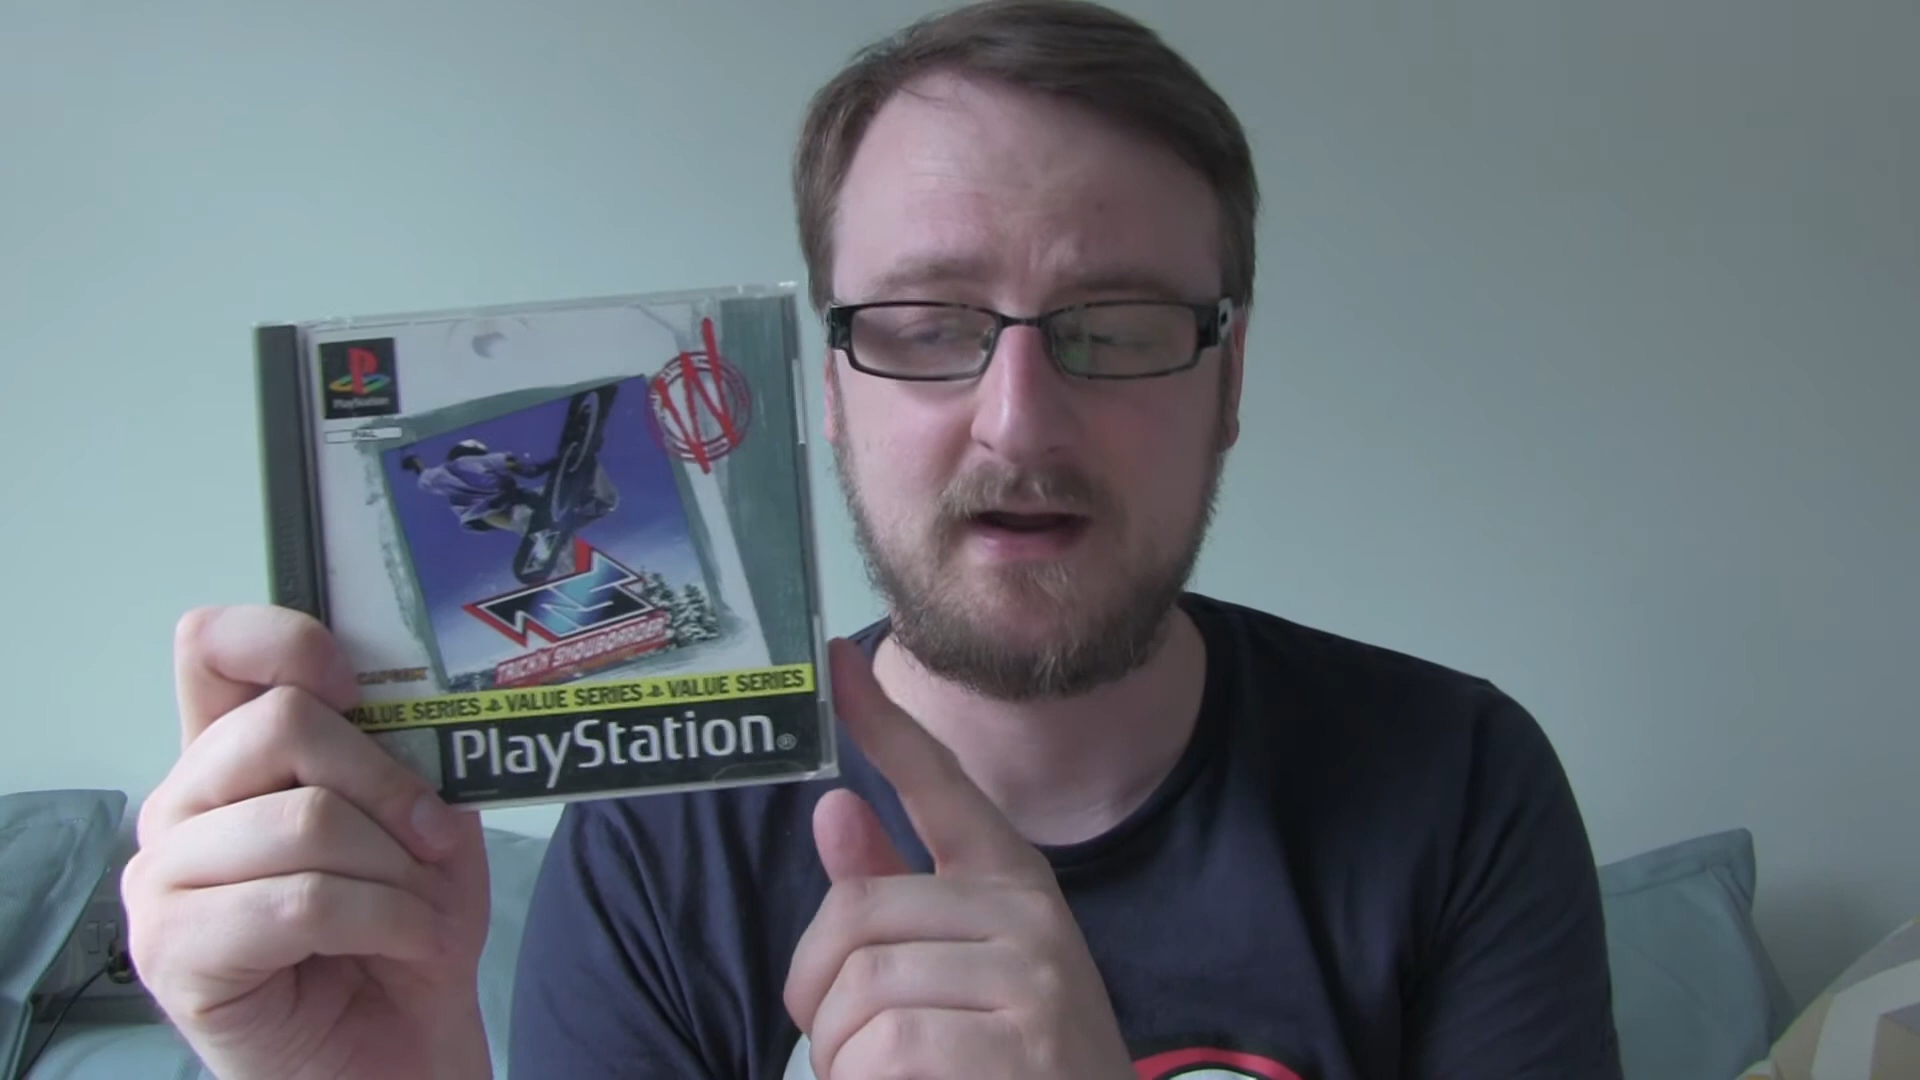 PlayStation
PAL
W
TRICK'N SNOWBOARDER
CAPCOM
VALUE SERIES VALUE SERIES VALUE SERIES
PlayStation®